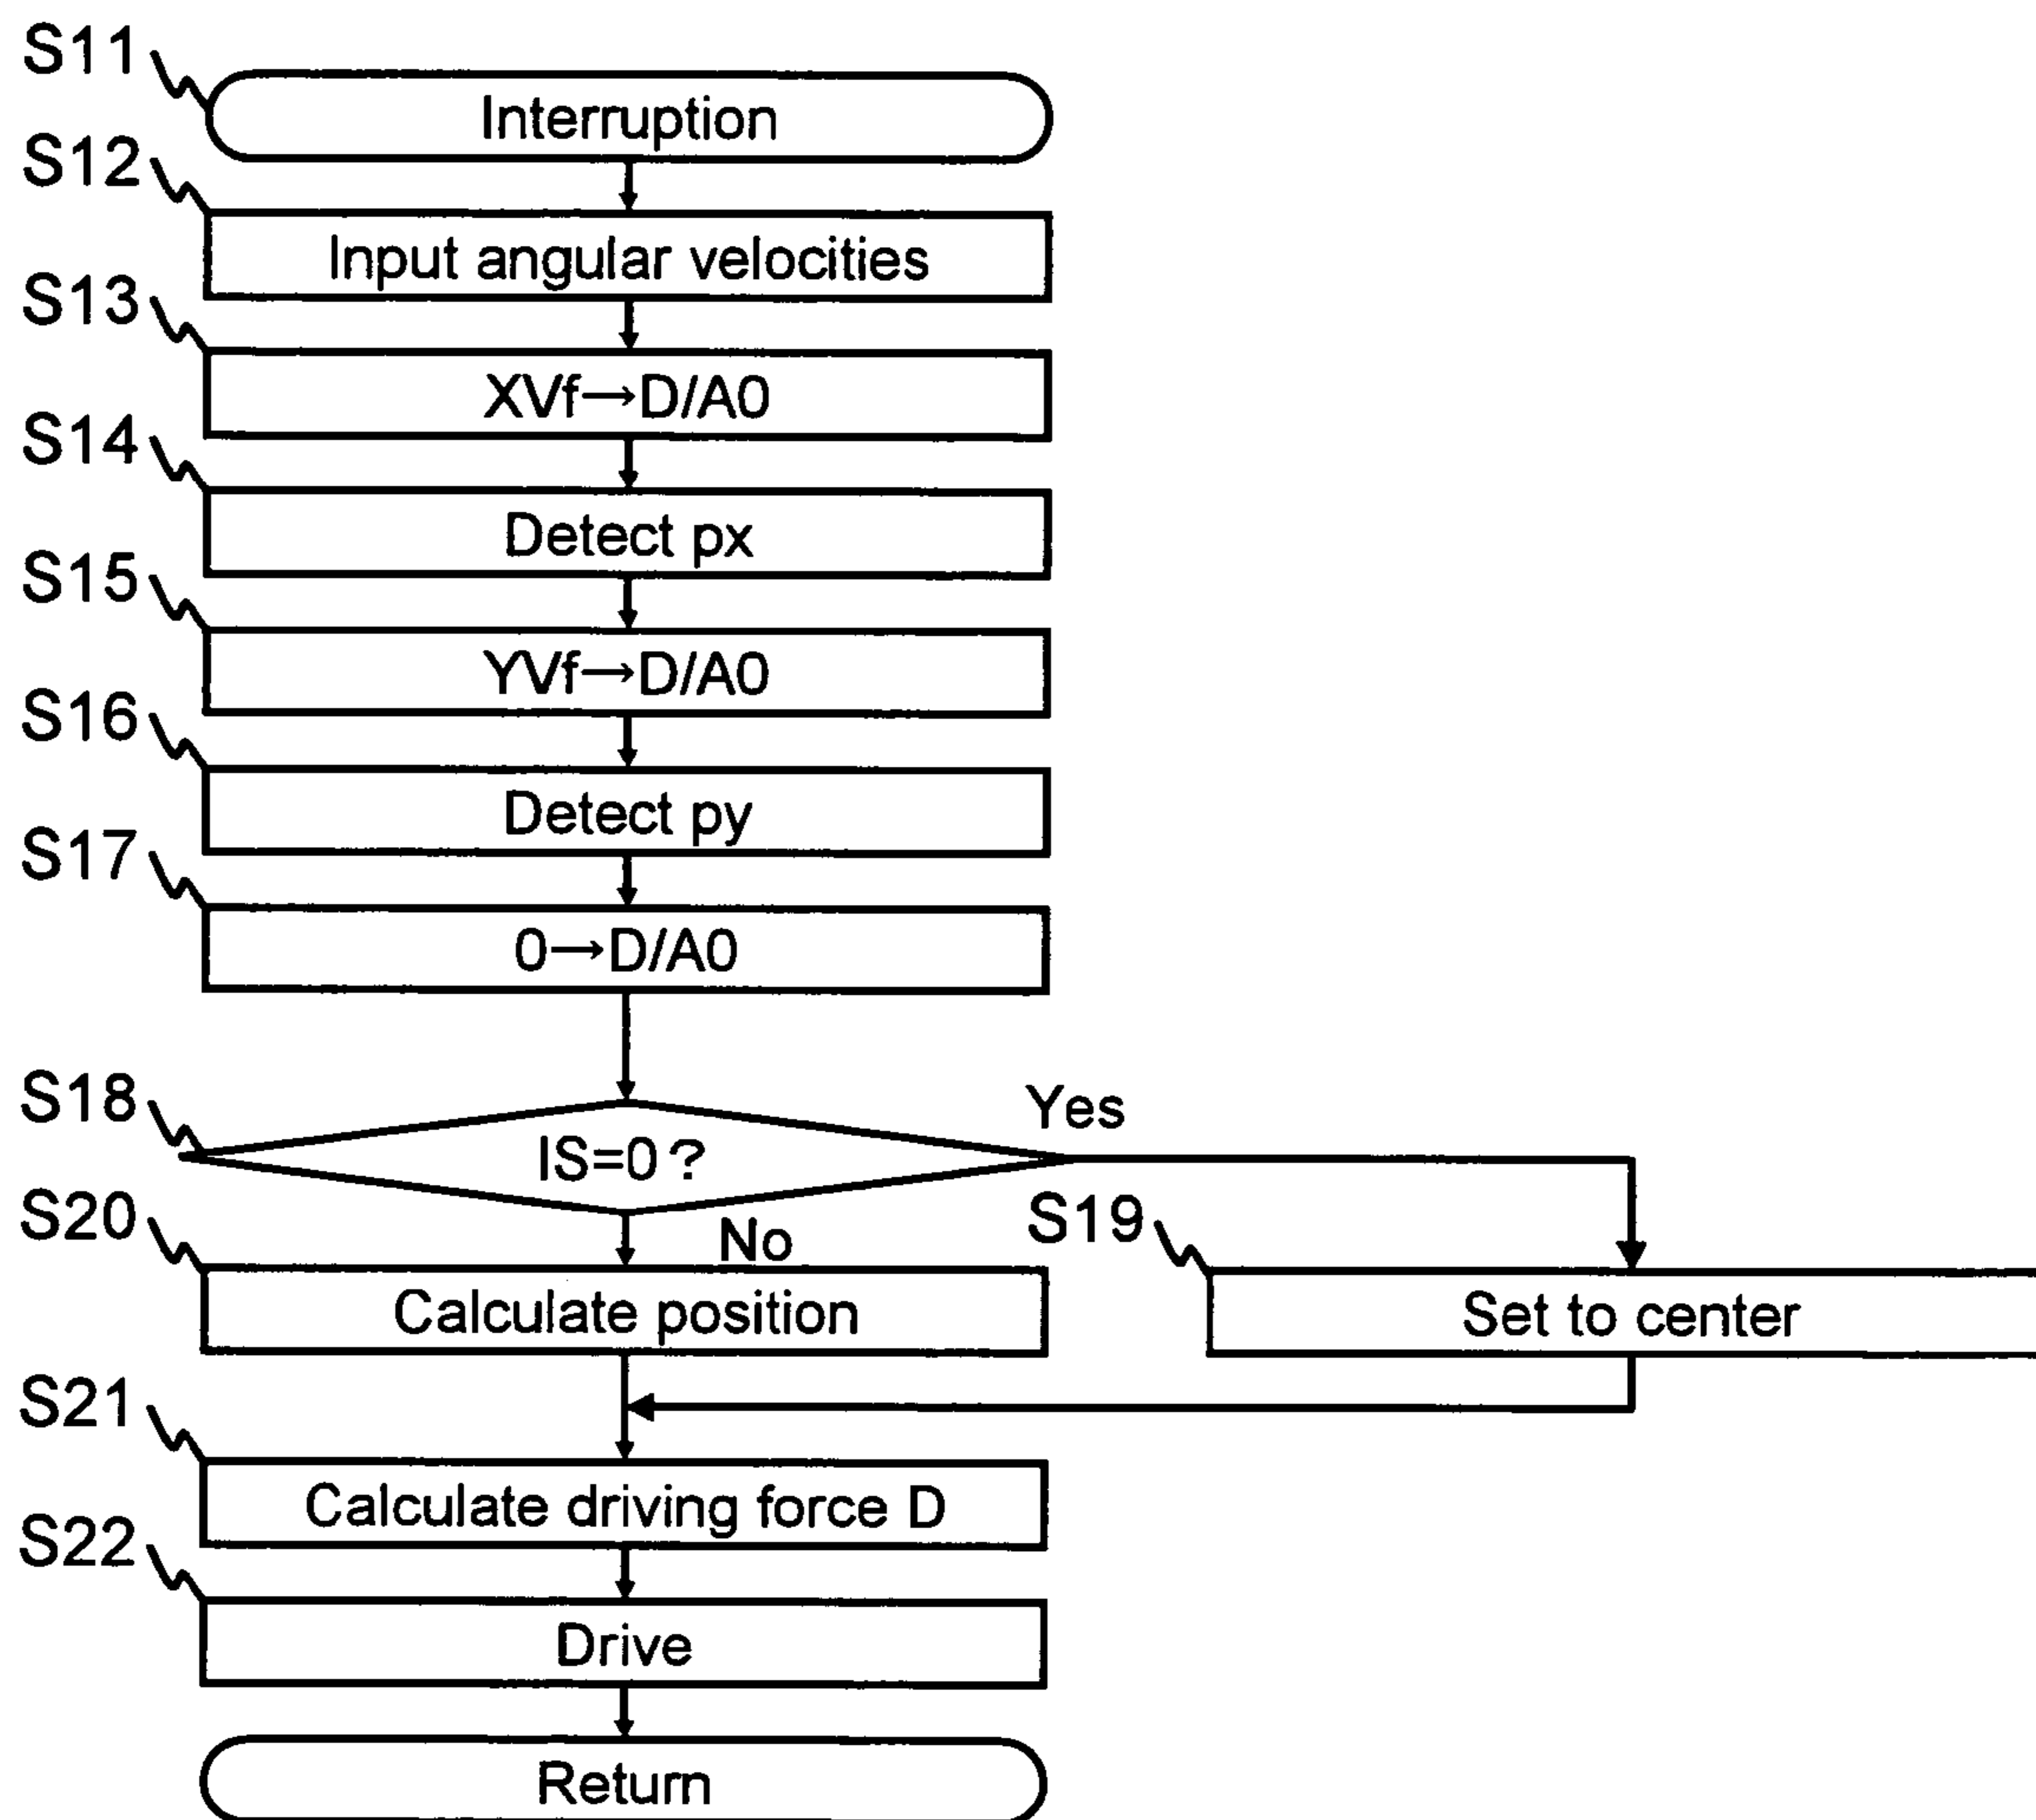 S11
Interruption
S12
Input angular velocities
S13
XVf→D/A0
S14
Detect px
S15
YVf→D/A0
S16
Detect py
S17
0→D/A0
S18
IS=0?
Yes
No
S20
Calculate position
S19
Set to center
S21
Calculate driving force D
S22
Drive
Return